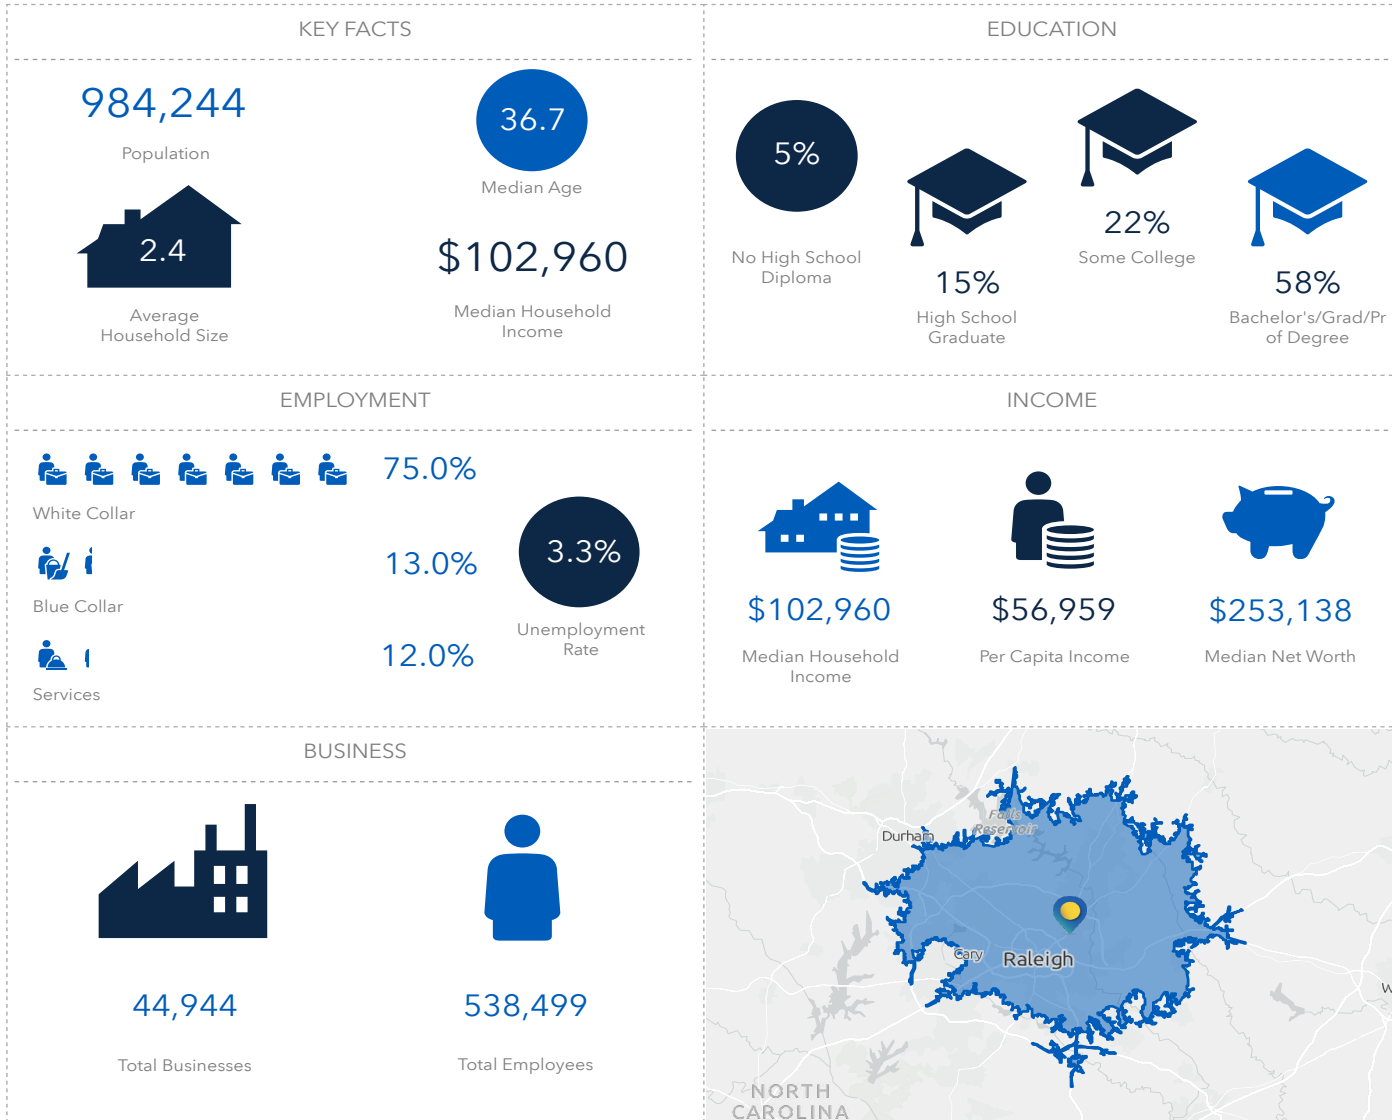 KEY FACTS
984,244
Population
36.7
Median Age
2.4
Average
Household Size
$102,960
Median Household
Income
EDUCATION
5%
No High School
Diploma
15%
High School
Graduate
22%
Some College
58%
Bachelor's/Grad/Pr
of Degree
EMPLOYMENT
75.0%
White Collar
13.0%
Blue Collar
12.0%
Services
3.3%
Unemployment
Rate
INCOME
$102,960
Median Household
Income
$56,959
Per Capita Income
$253,138
Median Net Worth
BUSINESS
44,944
Total Businesses
538,499
Total Employees
Falls
Reservoir
Durham
Cary
Raleigh
W
NORTH
CAROLINA